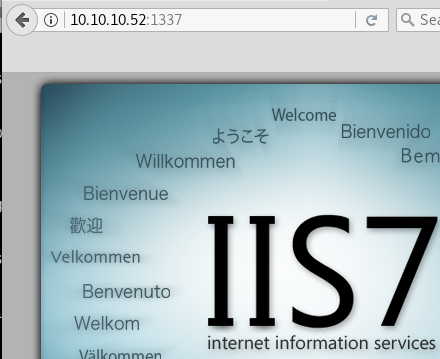 10.10.10.52:1337
Sea
Welcome
ようこそ
Bienvenido
Willkommen
Bem
Bienvenue
歡迎
Velkommen
IIS7
Benvenuto
Welkom
internet information services
Välkommen